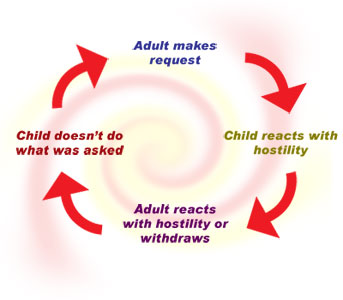 Adult makes
request
Child reacts with
hostility
Adult reacts
with hostility or
withdraws
Child doesn't do
what was asked